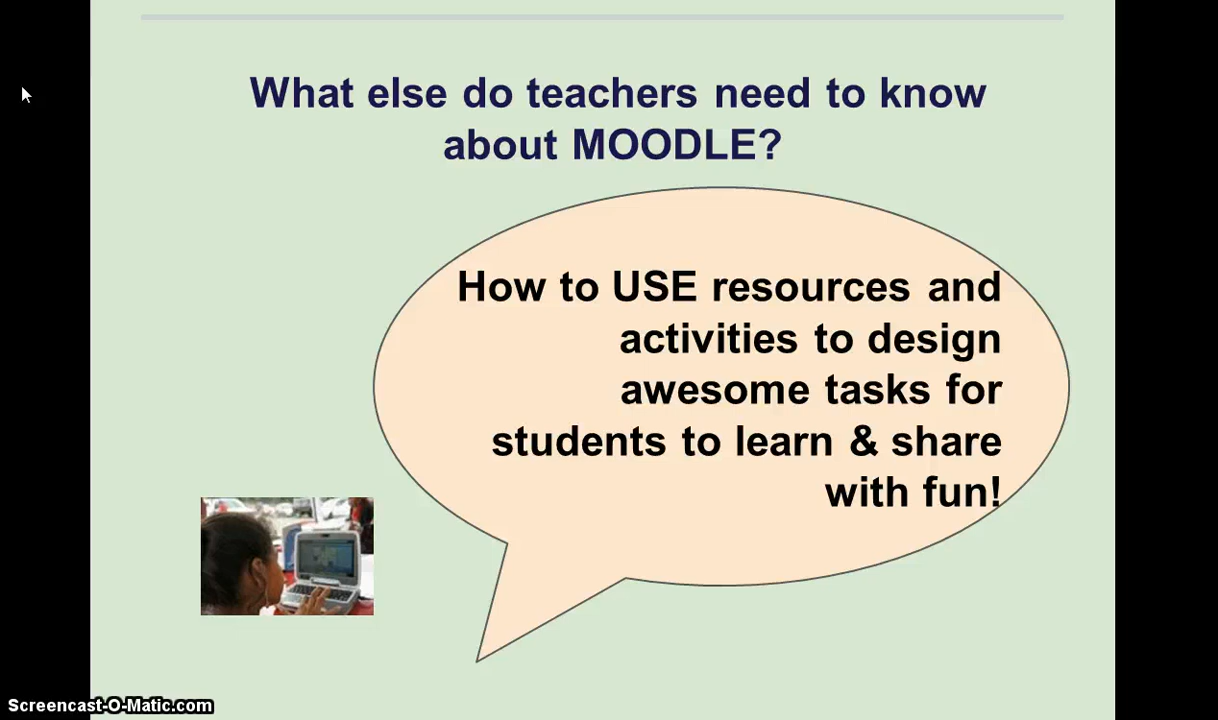 What else do teachers need to know
about MOODLE?
How to USE resources and
activities to design
awesome tasks for
students to learn & share
with fun!
Screencast-O-Matic.com